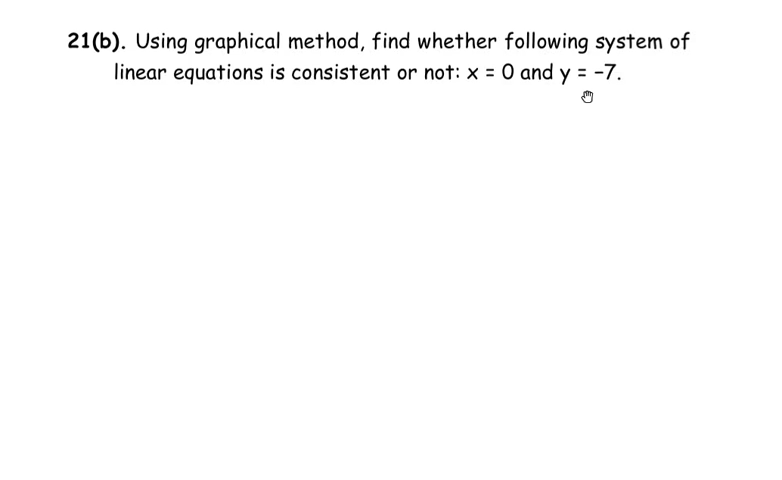 21(b). Using graphical method, find whether following system of
linear equations is consistent or not: x = 0 and y = -7.